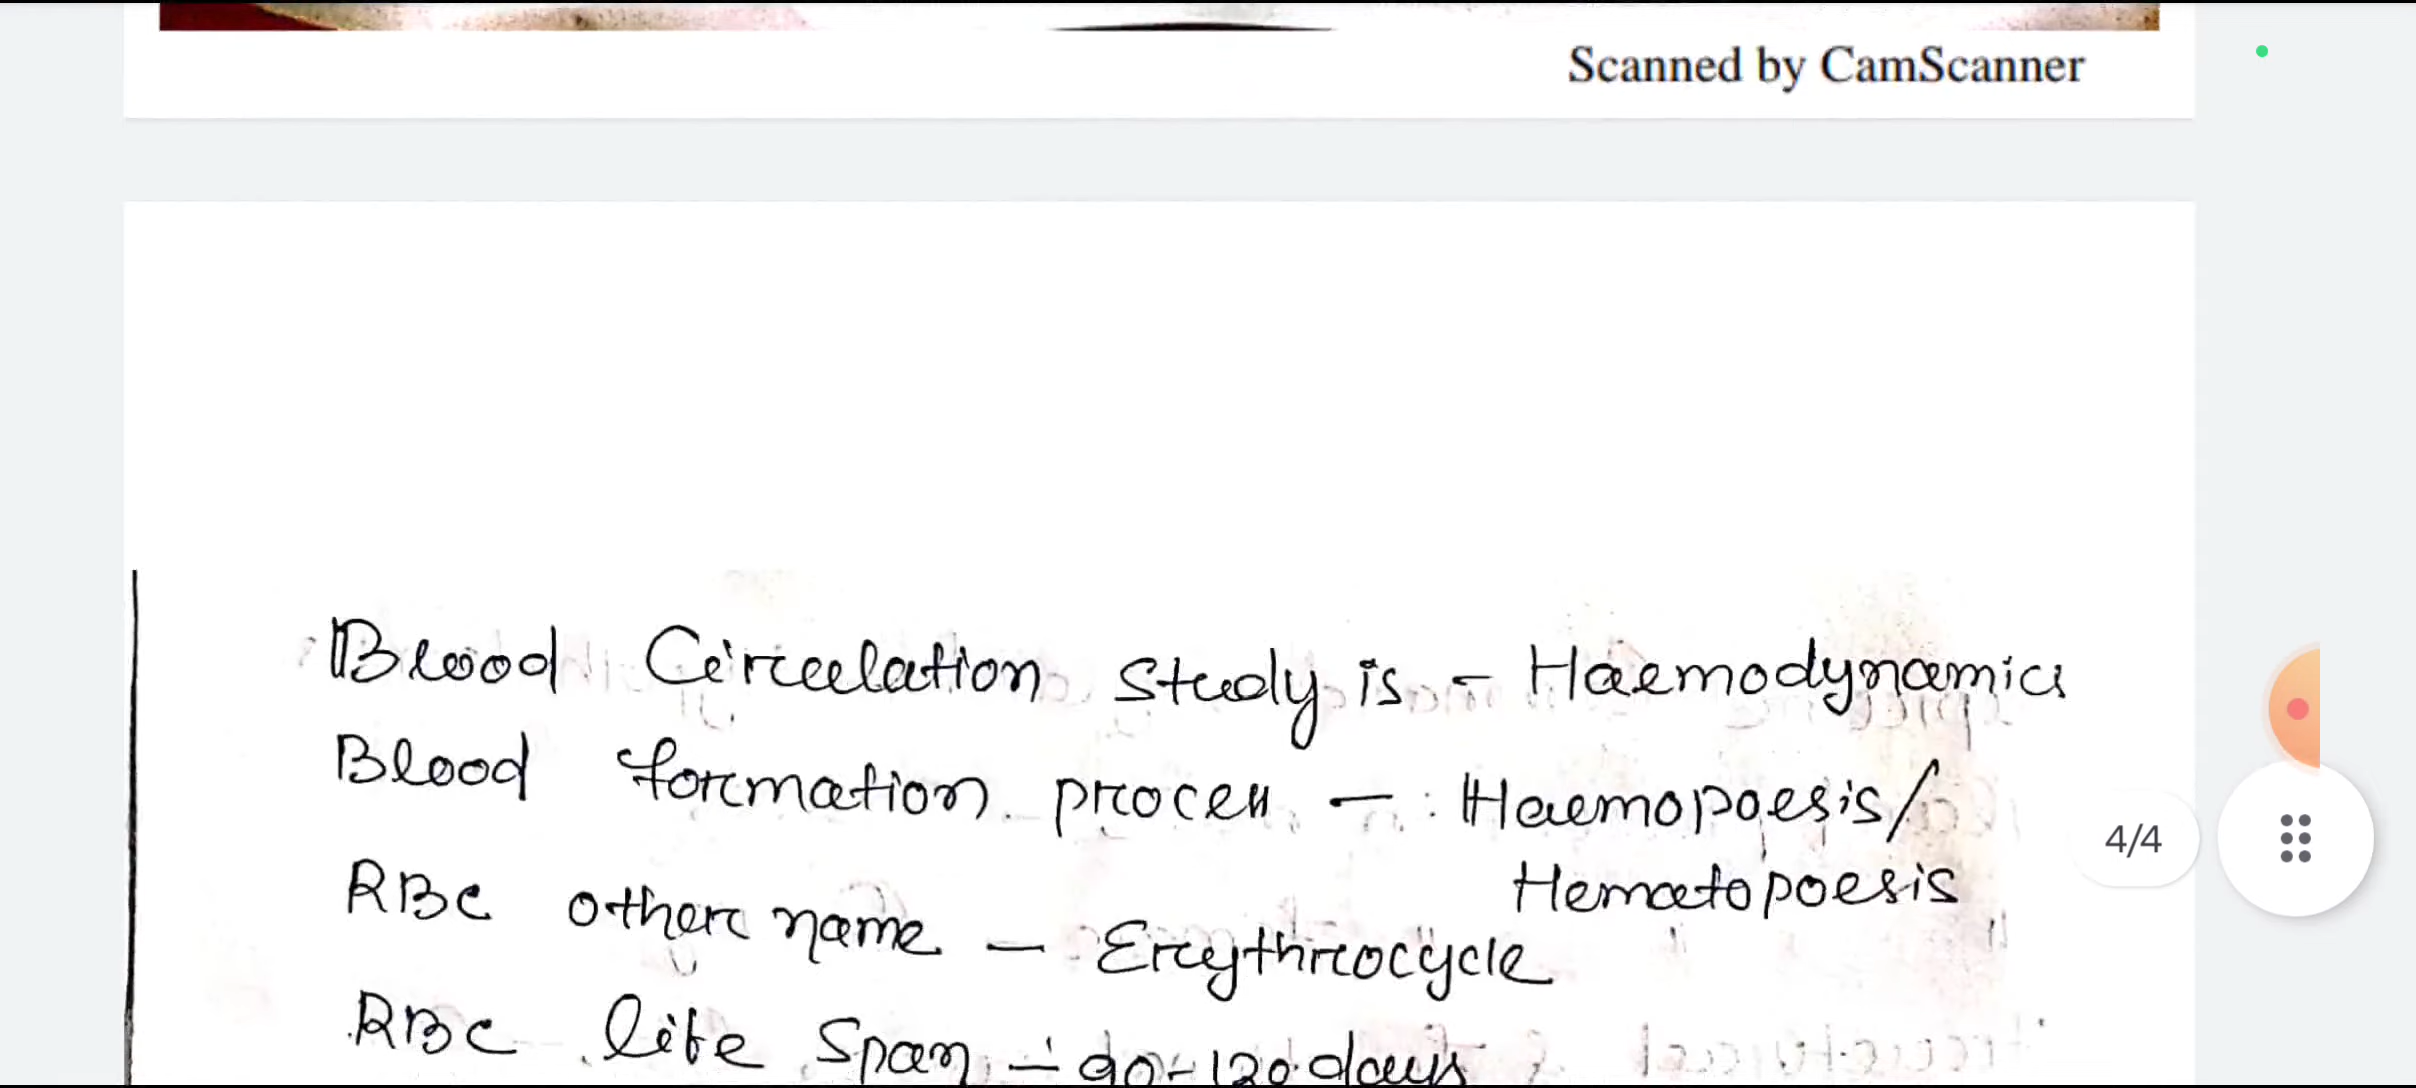 Scanned by CamScanner
Blood Circulation Study is - Haemodynamics
Blood formation process - Haemopoesis/
Hematopoesis
RBC other name - Erythrocycle
RBC life Span - 90-120 days
4/4